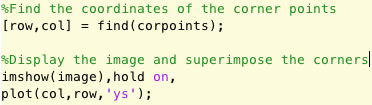 %Find the coordinates of the corner points
[row,col] = find(corpoints);
%Display the image and superimpose the corners
imshow(image),hold on,
plot(col,row,'ys');